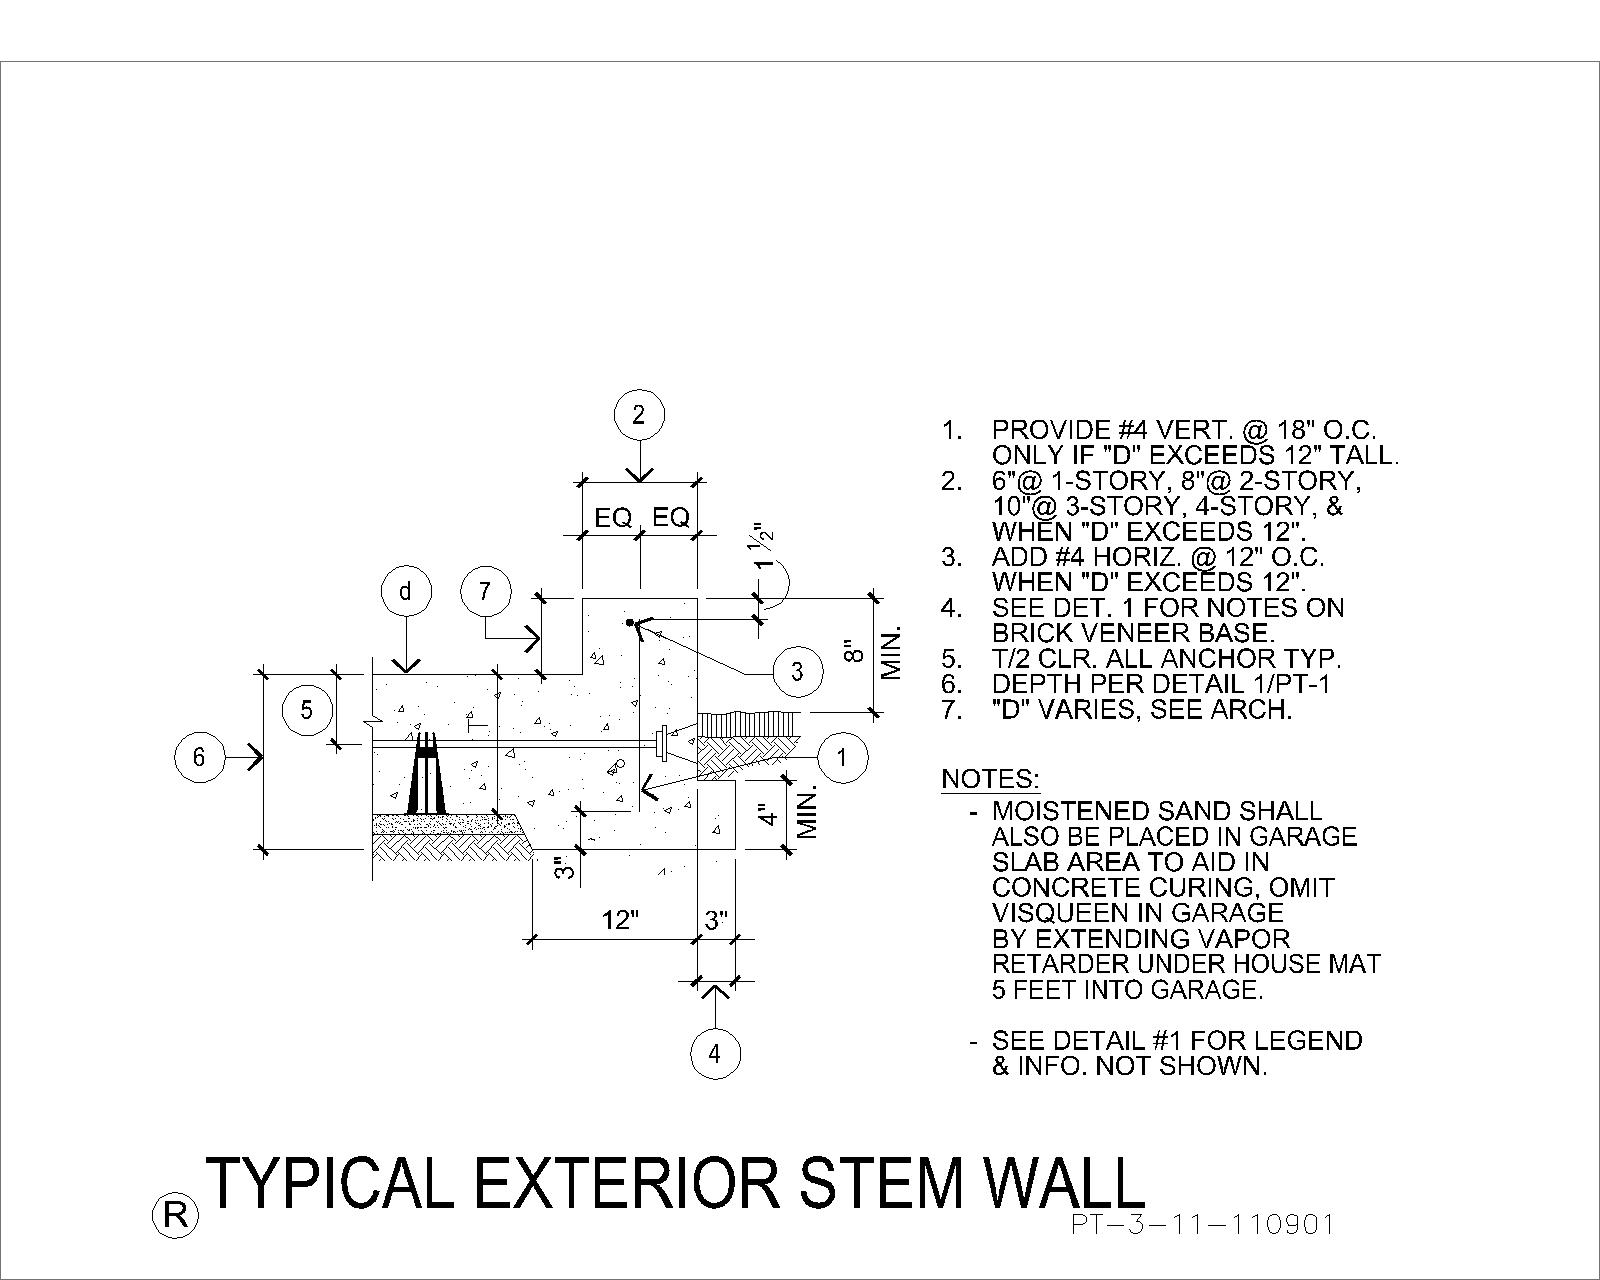 2
EQ EQ
1 1/2"
d
7
3
8"
MIN.
5
T
6
1
4"
MIN.
3"
12"
3"
4
1. PROVIDE #4 VERT. @ 18" O.C.
ONLY IF "D" EXCEEDS 12" TALL.
2. 6"@ 1-STORY, 8"@ 2-STORY,
10"@ 3-STORY, 4-STORY, &
WHEN "D" EXCEEDS 12".
3. ADD #4 HORIZ. @ 12" O.C.
WHEN "D" EXCEEDS 12".
4. SEE DET. 1 FOR NOTES ON
BRICK VENEER BASE.
5. T/2 CLR. ALL ANCHOR TYP.
6. DEPTH PER DETAIL 1/PT-1
7. "D" VARIES, SEE ARCH.
NOTES:
- MOISTENED SAND SHALL
ALSO BE PLACED IN GARAGE
SLAB AREA TO AID IN
CONCRETE CURING, OMIT
VISQUEEN IN GARAGE
BY EXTENDING VAPOR
RETARDER UNDER HOUSE MAT
5 FEET INTO GARAGE.
- SEE DETAIL #1 FOR LEGEND
& INFO. NOT SHOWN.
R TYPICAL EXTERIOR STEM WALL
PT-3-11-110901